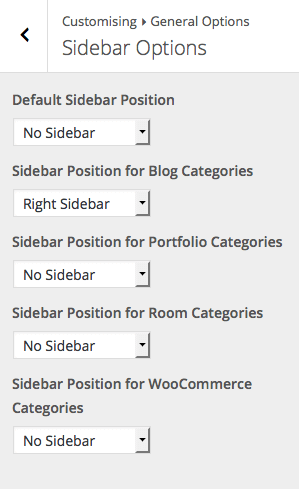 Customising ▸ General Options
Sidebar Options
Default Sidebar Position
No Sidebar
Sidebar Position for Blog Categories
Right Sidebar
Sidebar Position for Portfolio Categories
No Sidebar
Sidebar Position for Room Categories
No Sidebar
Sidebar Position for WooCommerce
Categories
No Sidebar